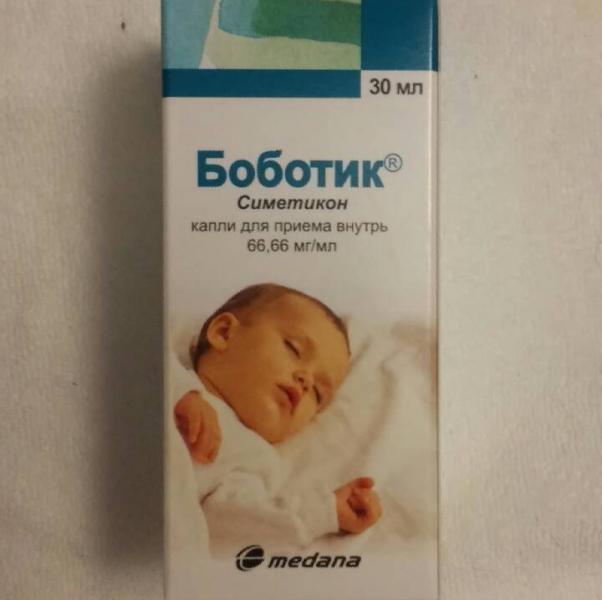 30 мл
Боботик®
Симетикон
капли для приема внутрь
66,66 мг/мл
medana